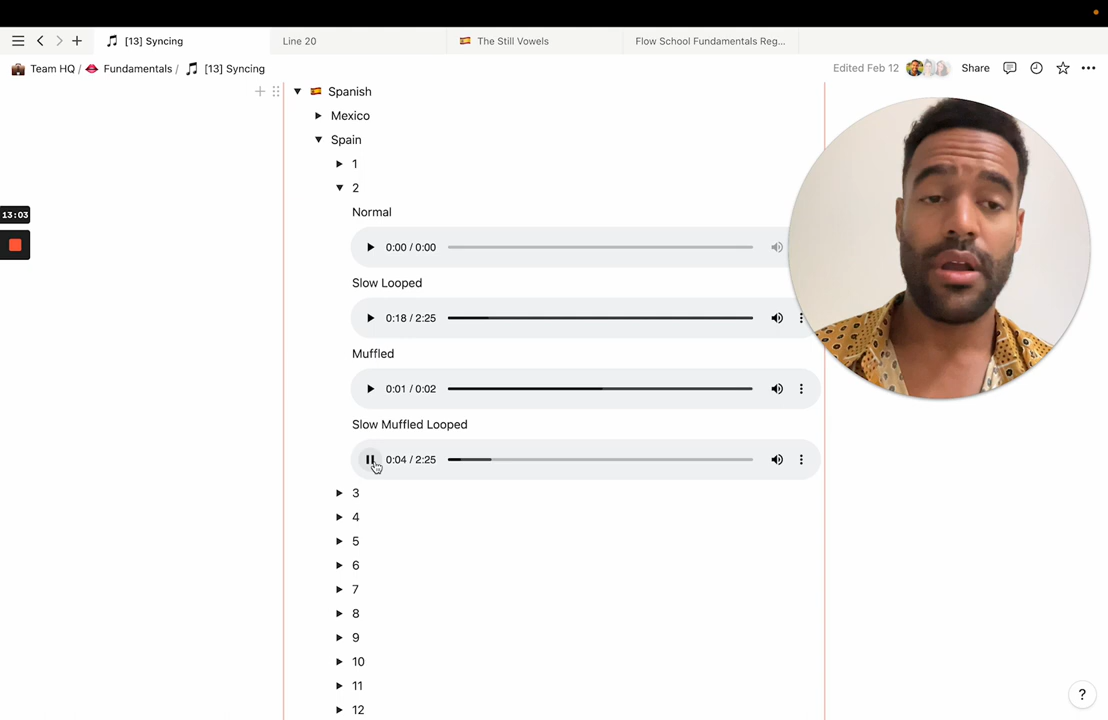 [13] Syncing
Line 20
The Still Vowels
Flow School Fundamentals Reg...
Team HQ / Fundamentals / [13] Syncing
Edited Feb 12
Share
Spanish
Mexico
Spain
1
2
Normal
0:00 / 0:00
Slow Looped
0:18 / 2:25
Muffled
0:01 / 0:02
Slow Muffled Looped
0:04 / 2:25
3
4
5
6
7
8
9
10
11
12
13:03
?